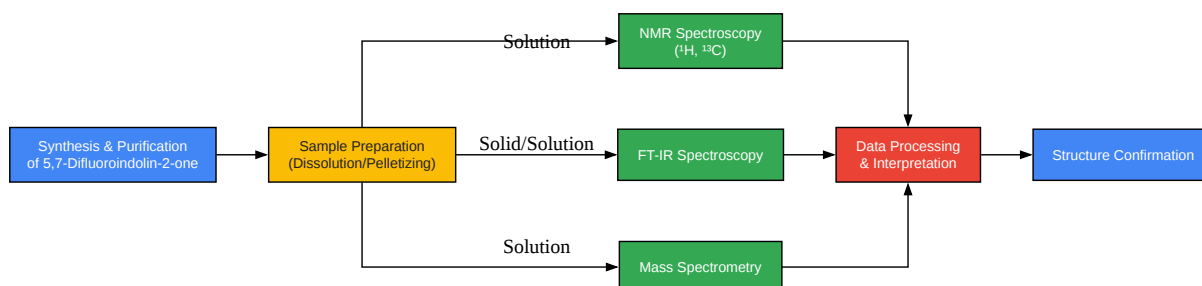 Synthesis & Purification
of 5,7-Difluoroindolin-2-one
Sample Preparation
(Dissolution/Pelletizing)
Solution
NMR Spectroscopy
(¹H, ¹³C)
Solid/Solution
FT-IR Spectroscopy
Solution
Mass Spectrometry
Data Processing
& Interpretation
Structure Confirmation